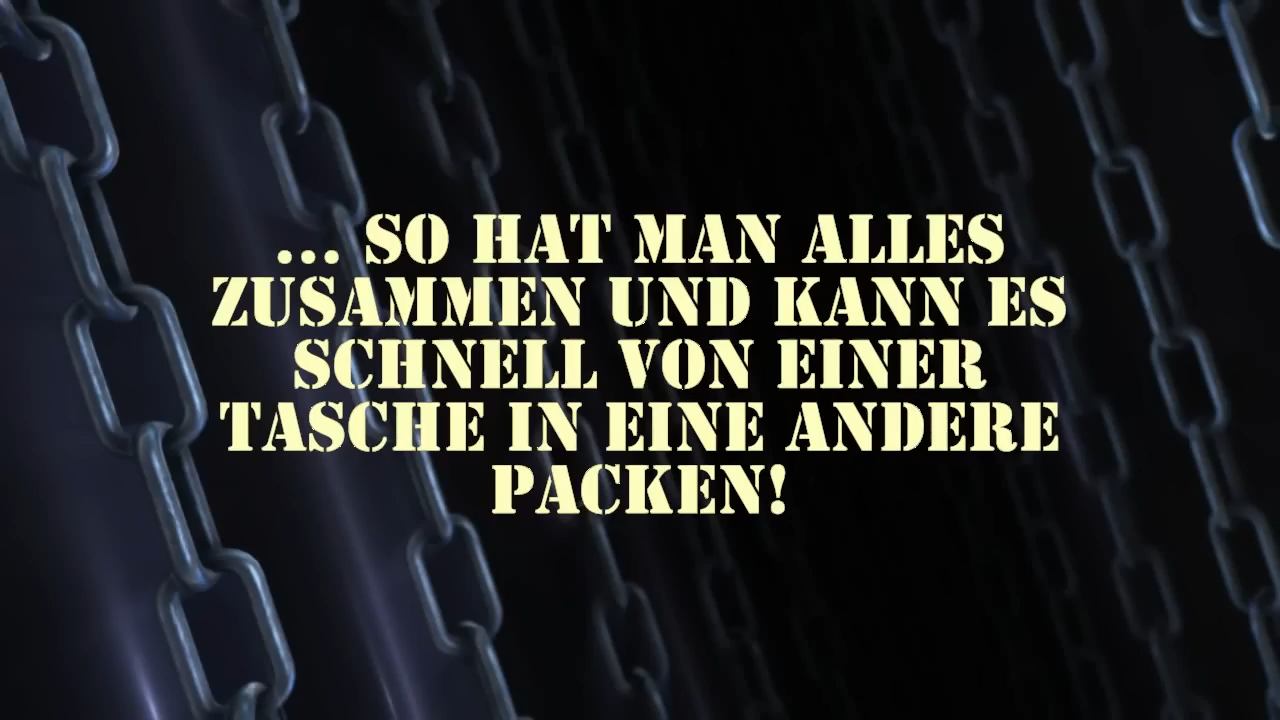 ... SO HAT MAN ALLES
ZUSAMMEN UND KANN ES
SCHNELL VON EINER
TASCHE IN EINE ANDERE
PACKEN!